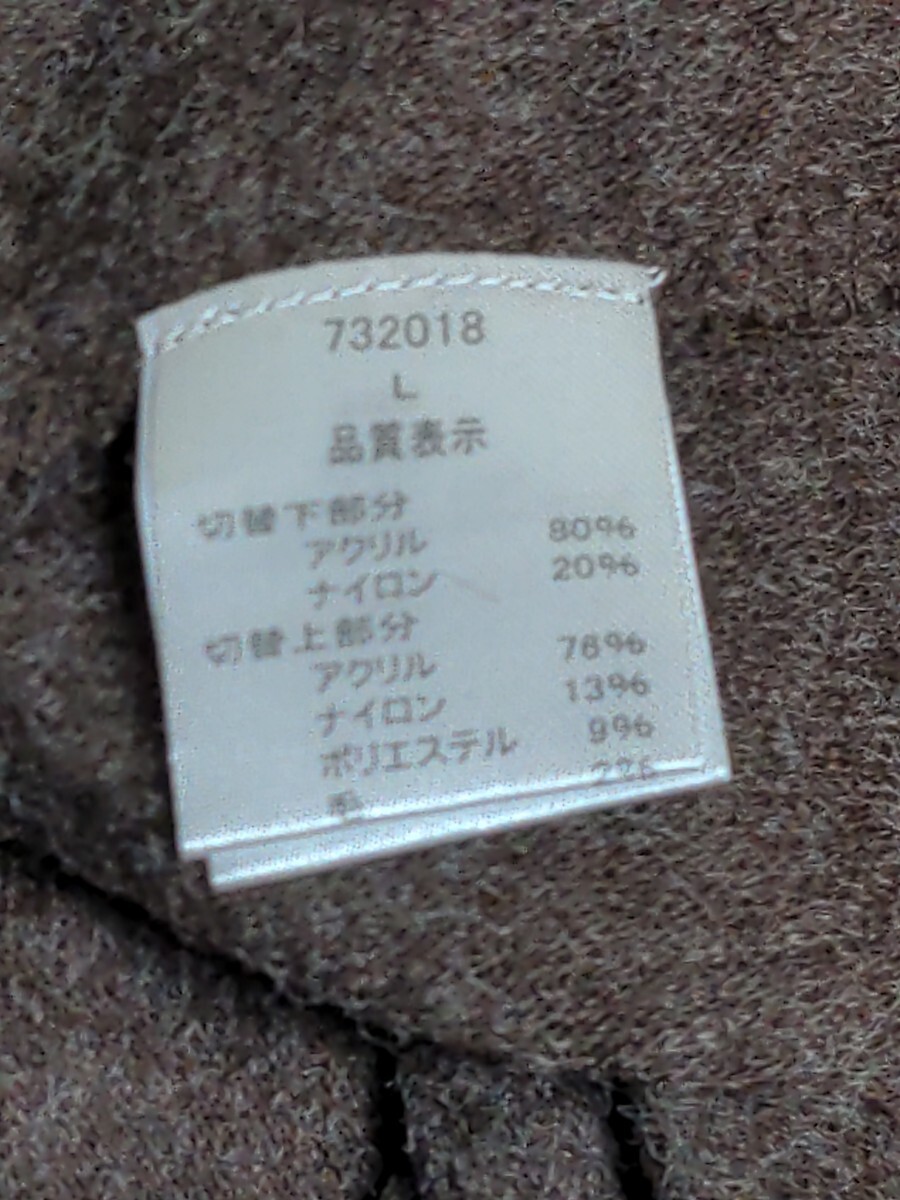 732018
L
品質表示
切替下部分
アクリル 80%
ナイロン 20%
切替上部分
アクリル 76%
ナイロン 13%
ポリエステル 9%